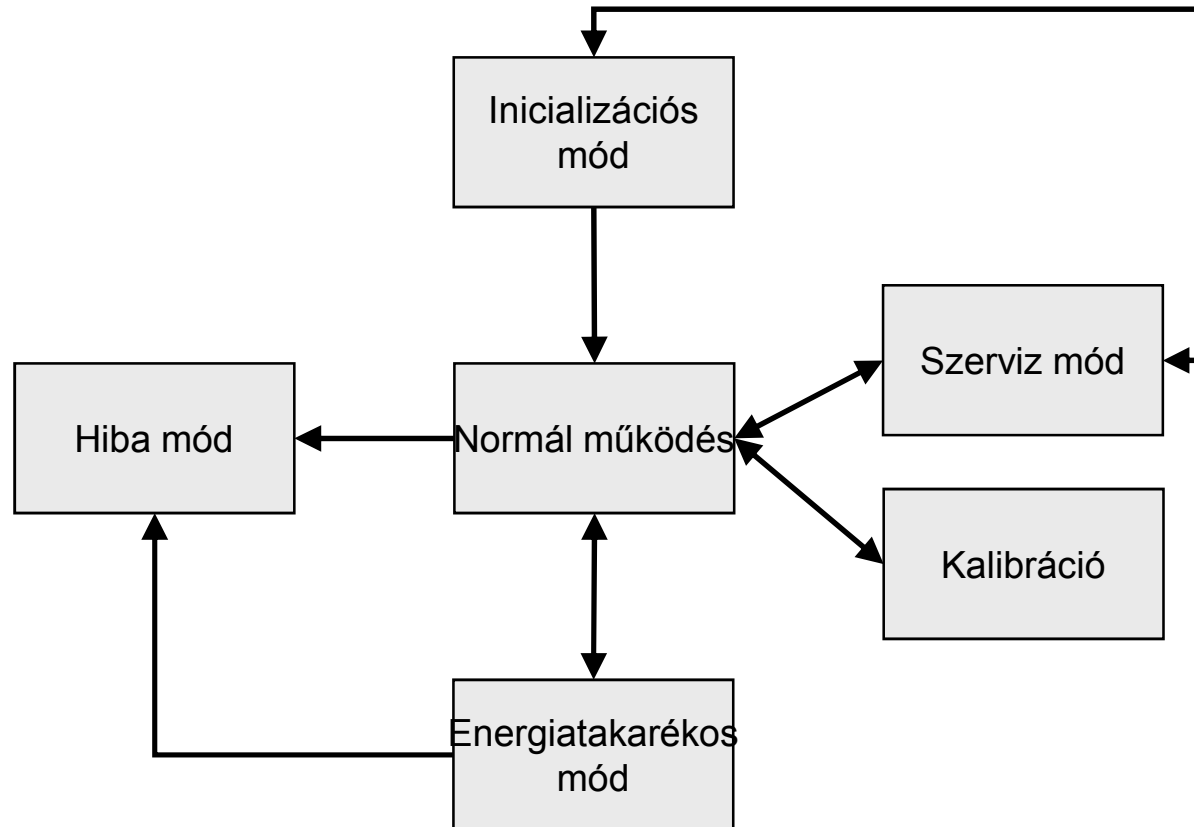 Inicializációs
mód
Szerviz mód
Hiba mód
Normál működés
Kalibráció
Energiatakarékos
mód